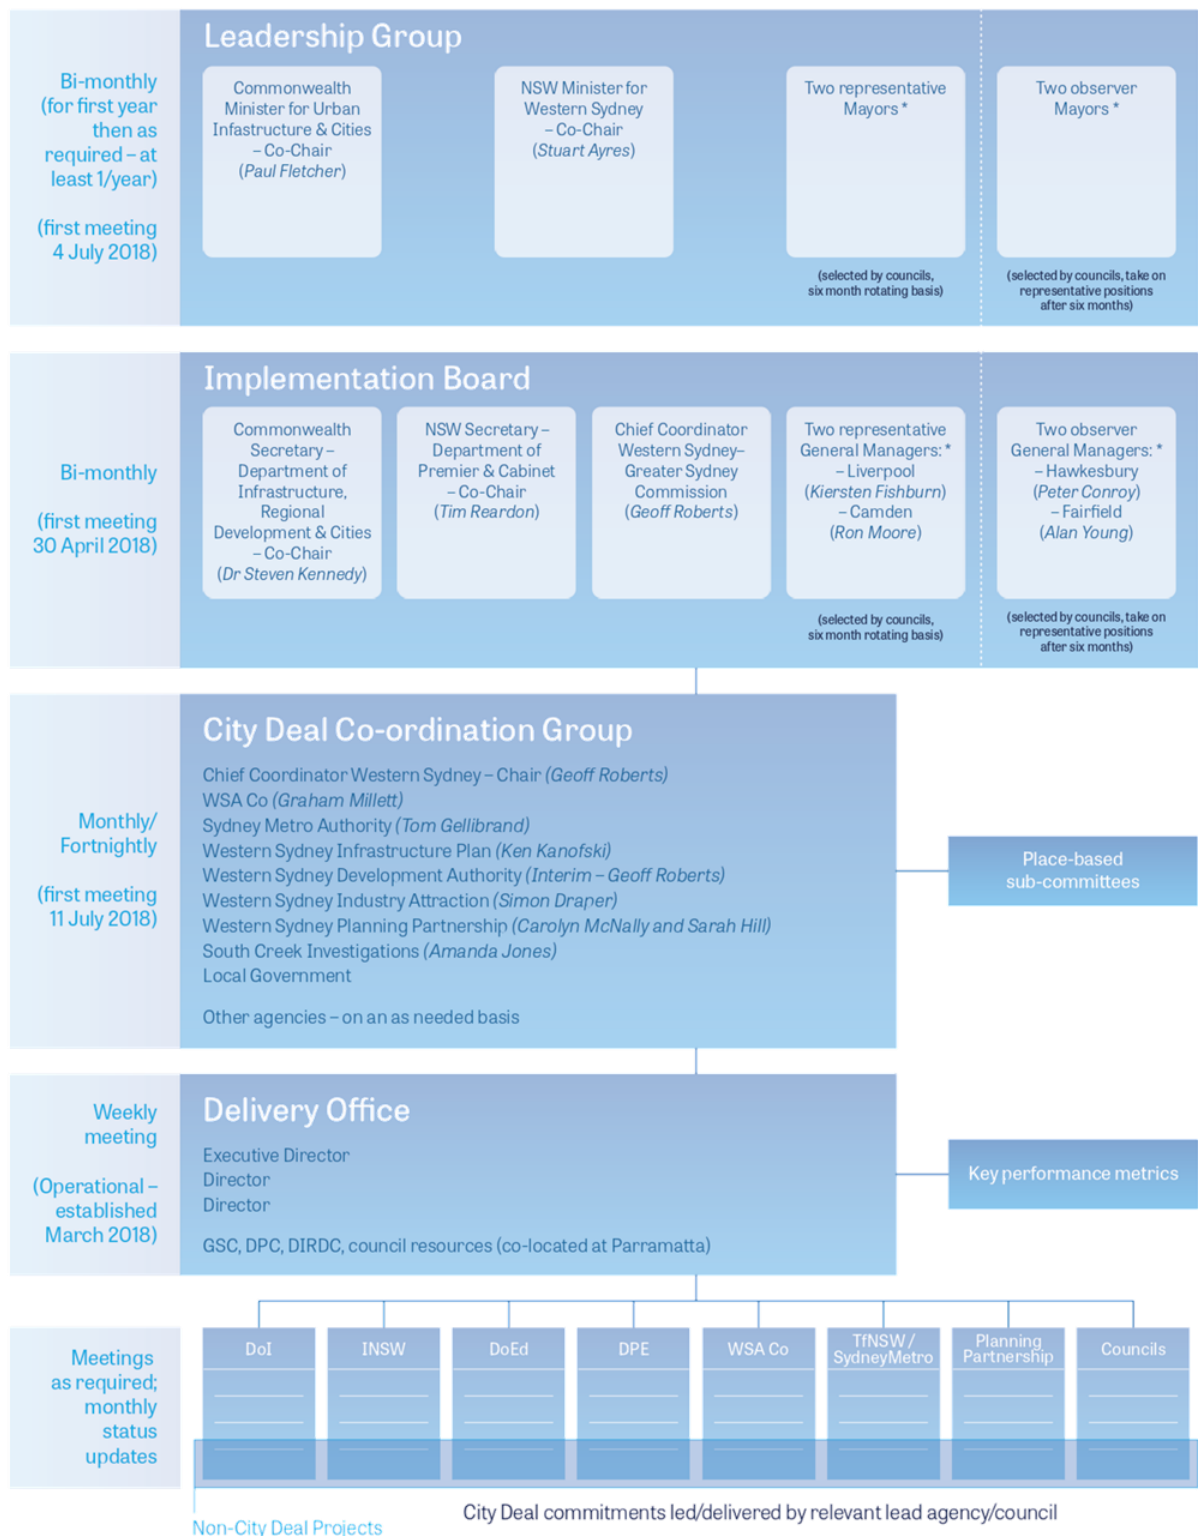 Leadership Group
Bi-monthly
(for first year
then as
required – at
least 1/year)
(first meeting
4 July 2018)
Commonwealth
Minister for Urban
Infastructure & Cities
– Co-Chair
(Paul Fletcher)
NSW Minister for
Western Sydney
– Co-Chair
(Stuart Ayres)
Two representative
Mayors *
(selected by councils,
six month rotating basis)
Two observer
Mayors *
(selected by councils, take on
representative positions
after six months)
Implementation Board
Bi-monthly
(first meeting
30 April 2018)
Commonwealth
Secretary –
Department of
Infrastructure,
Regional
Development & Cities
– Co-Chair
(Dr Steven Kennedy)
NSW Secretary –
Department of
Premier & Cabinet
– Co-Chair
(Tim Reardon)
Chief Coordinator
Western Sydney–
Greater Sydney
Commission
(Geoff Roberts)
Two representative
General Managers: *
– Liverpool
(Kiersten Fishburn)
– Camden
(Ron Moore)
(selected by councils,
six month rotating basis)
Two observer
General Managers: *
– Hawkesbury
(Peter Conroy)
– Fairfield
(Alan Young)
(selected by councils, take on
representative positions
after six months)
Monthly/
Fortnightly
(first meeting
11 July 2018)
City Deal Co-ordination Group
Chief Coordinator Western Sydney – Chair (Geoff Roberts)
WSA Co (Graham Millett)
Sydney Metro Authority (Tom Gellibrand)
Western Sydney Infrastructure Plan (Ken Kanofski)
Western Sydney Development Authority (Interim – Geoff Roberts)
Western Sydney Industry Attraction (Simon Draper)
Western Sydney Planning Partnership (Carolyn McNally and Sarah Hill)
South Creek Investigations (Amanda Jones)
Local Government
Other agencies – on an as needed basis
Place-based
sub-committees
Weekly
meeting
(Operational –
established
March 2018)
Delivery Office
Executive Director
Director
Director
GSC, DPC, DIRDC, council resources (co-located at Parramatta)
Key performance metrics
Meetings
as required;
monthly
status
updates
DoI
INSW
DoEd
DPE
WSA Co
TfNSW /
SydneyMetro
Planning
Partnership
Councils
City Deal commitments led/delivered by relevant lead agency/council
Non-City Deal Projects